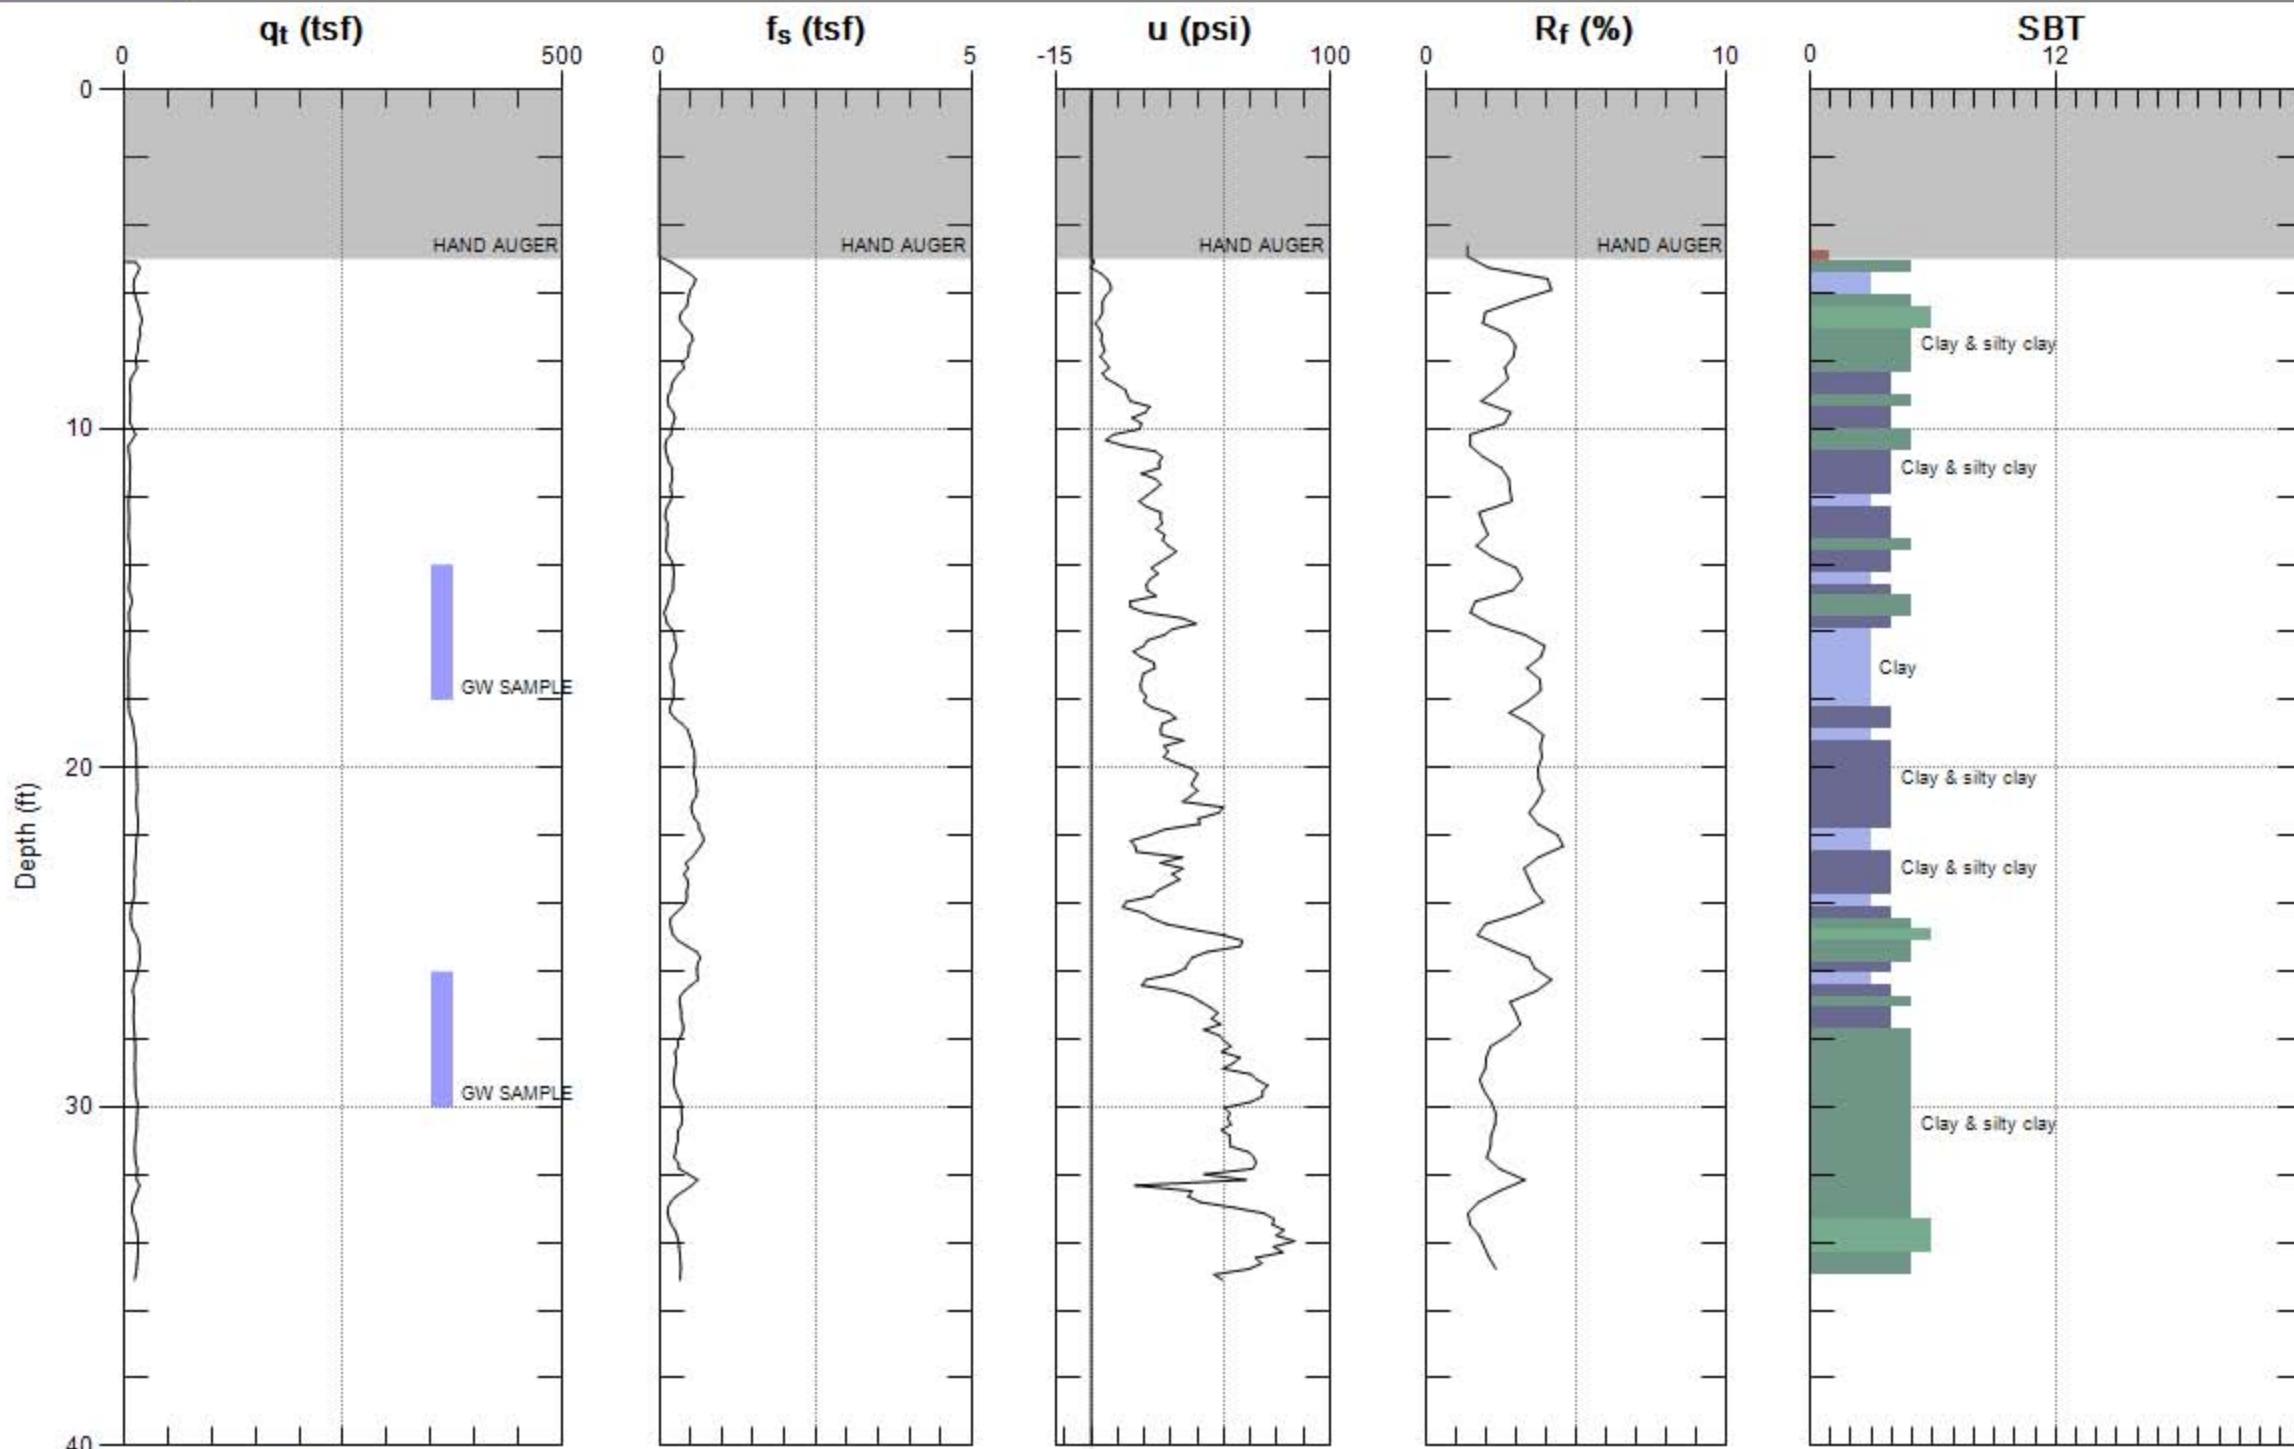 qt (tsf)
fs (tsf)
u (psi)
Rf (%)
SBT
0 500
0 5
-15 100
0 10
0 12
0
HAND AUGER
HAND AUGER
HAND AUGER
HAND AUGER
Clay & silty clay
10
Clay & silty clay
Clay
GW SAMPLE
20
Clay & silty clay
Depth (ft)
Clay & silty clay
GW SAMPLE
30
Clay & silty clay
40